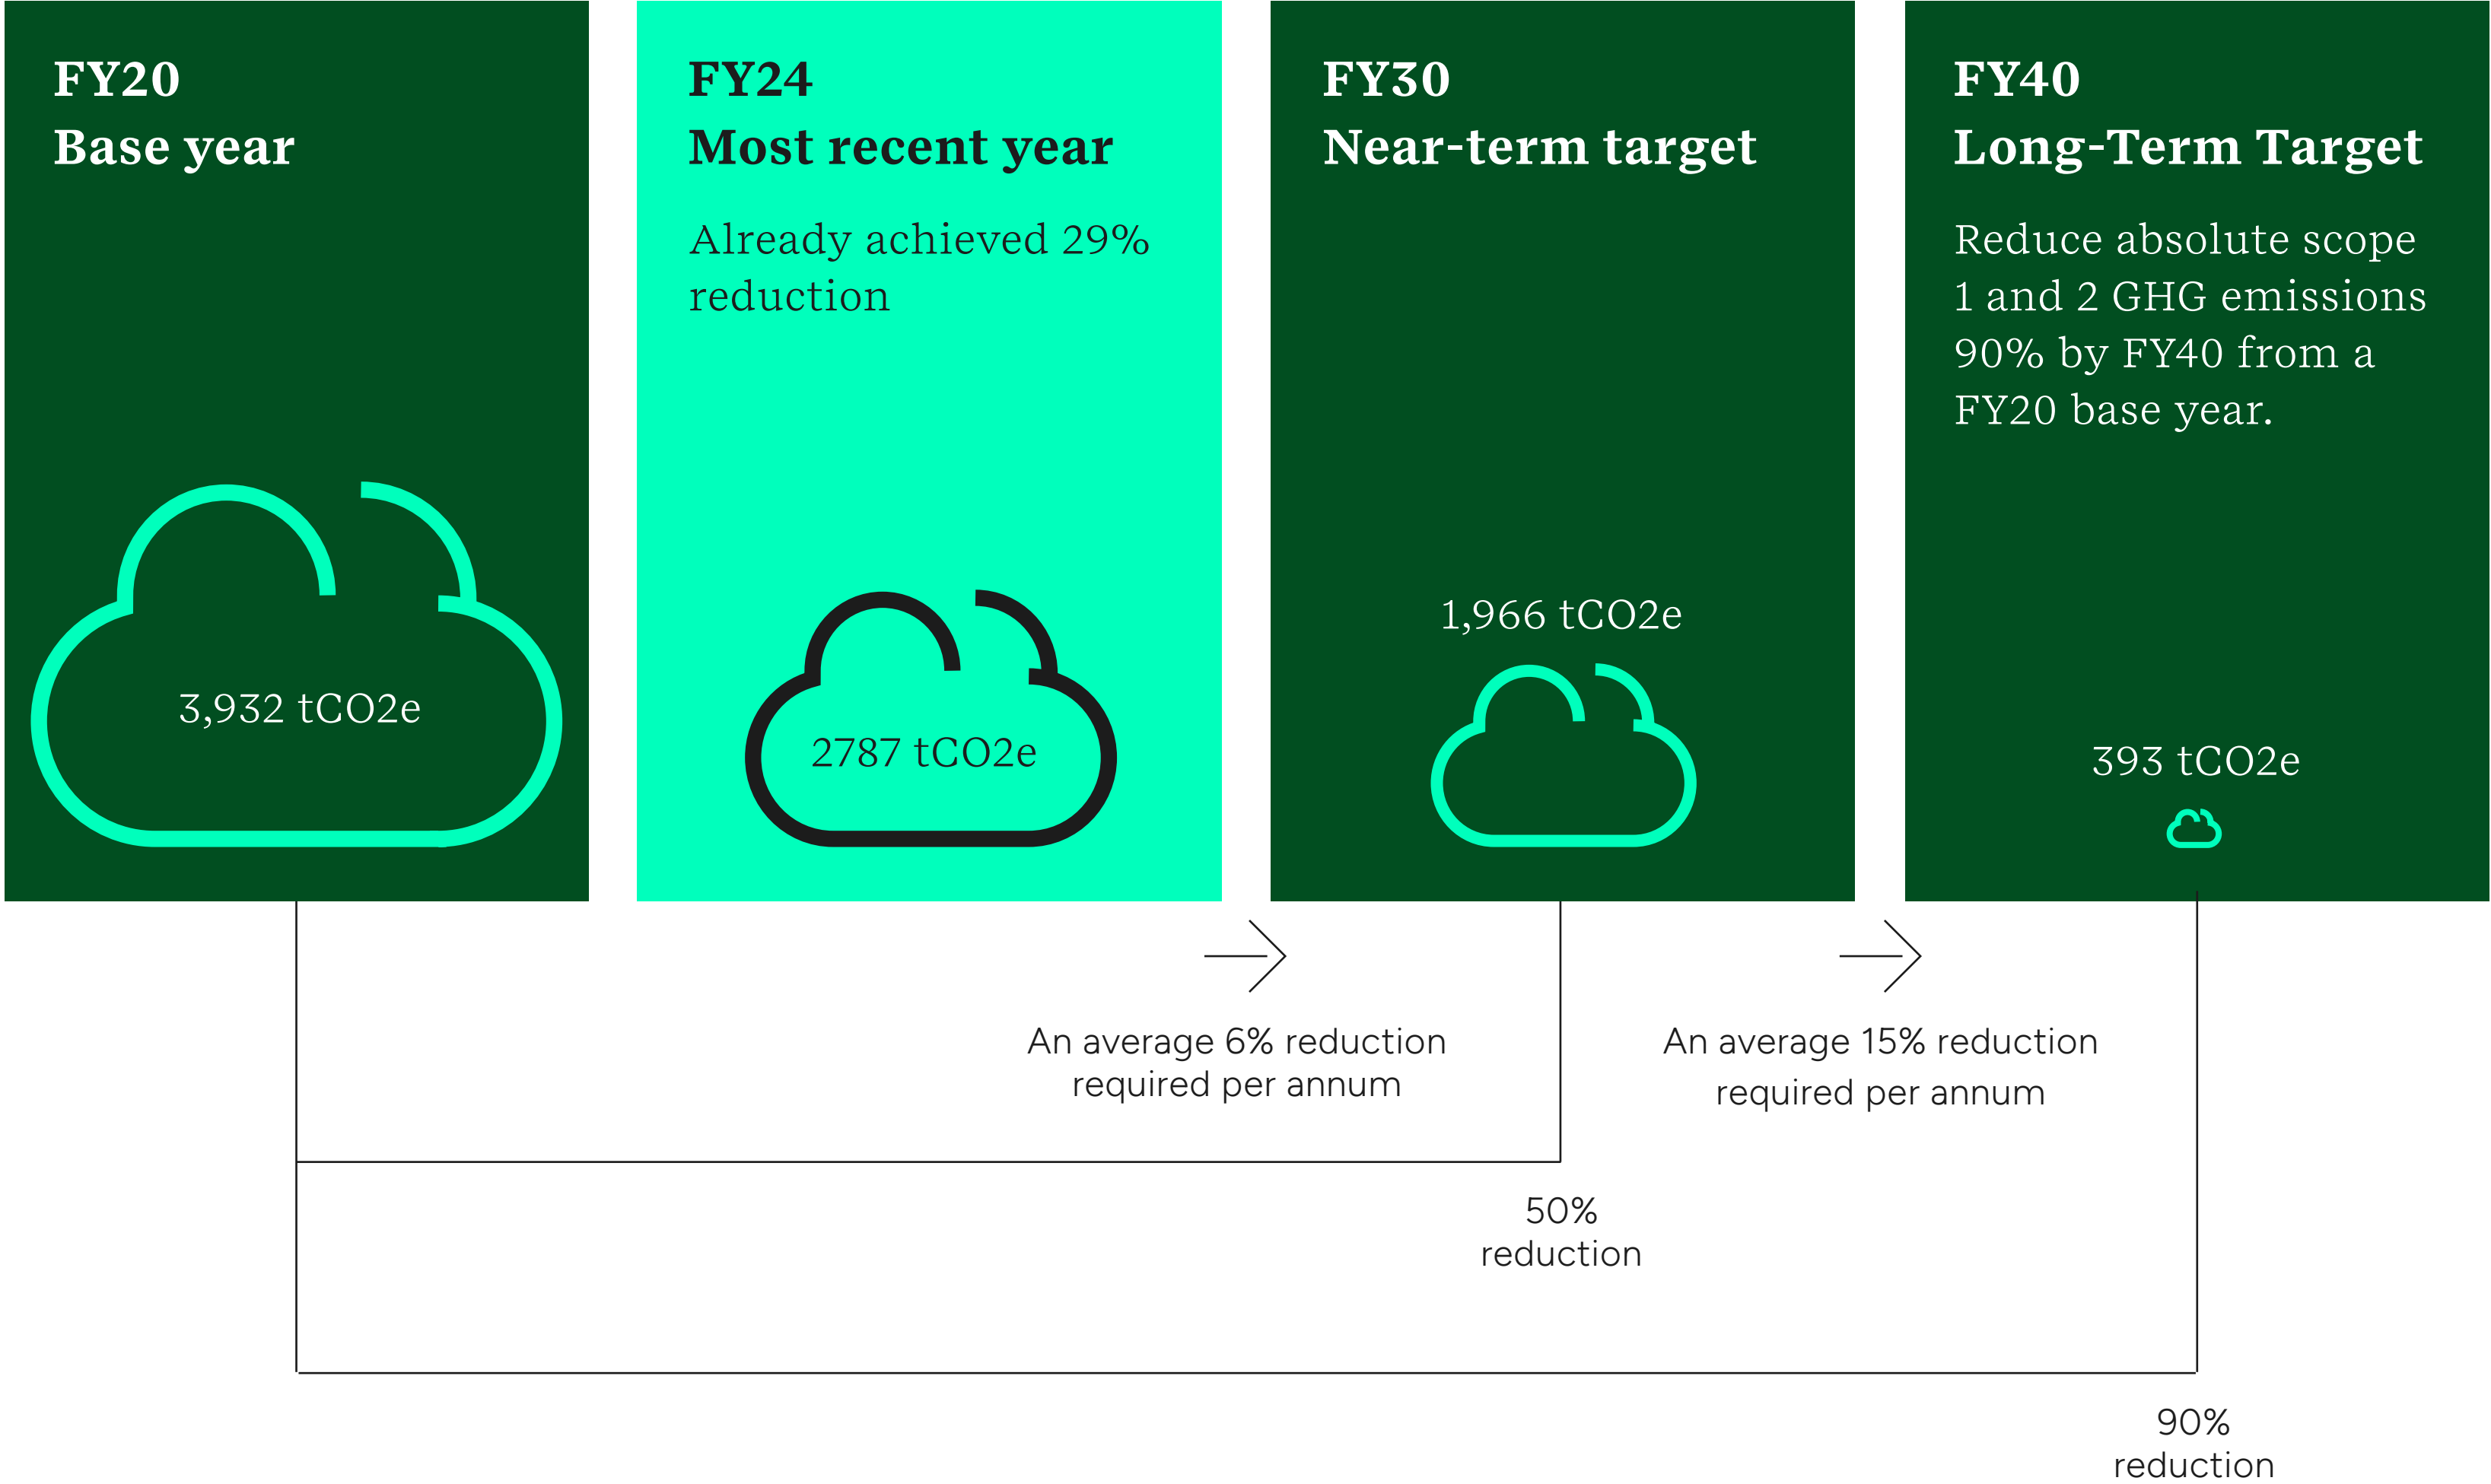 FY20
Base year
3,932 tCO2e
FY24
Most recent year
Already achieved 29%
reduction
2787 tCO2e
FY30
Near-term target
1,966 tCO2e
FY40
Long-Term Target
Reduce absolute scope
1 and 2 GHG emissions
90% by FY40 from a
FY20 base year.
393 tCO2e
An average 6% reduction
required per annum
An average 15% reduction
required per annum
50%
reduction
90%
reduction